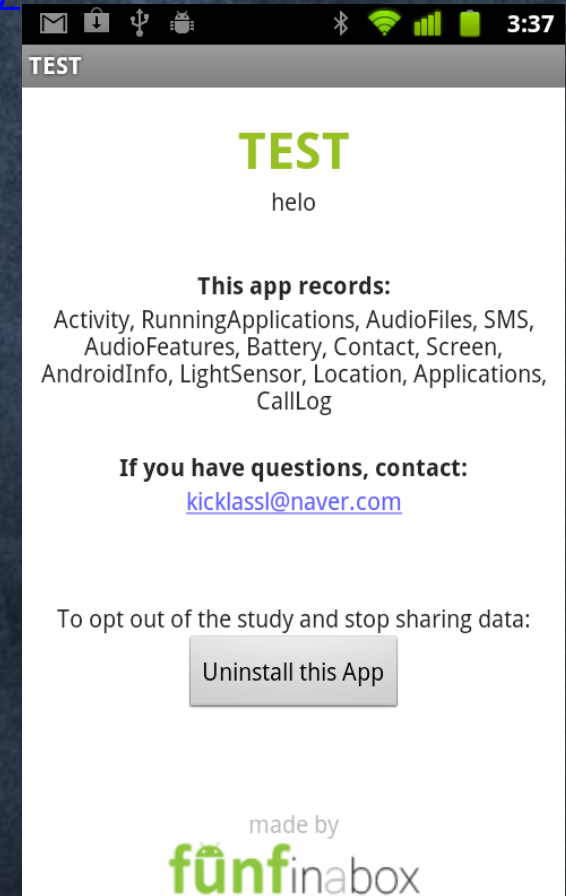 3:37
TEST
TEST
helo
This app records:
Activity, RunningApplications, AudioFiles, SMS,
AudioFeatures, Battery, Contact, Screen,
AndroidInfo, LightSensor, Location, Applications,
CallLog
If you have questions, contact:
kicklassl@naver.com
To opt out of the study and stop sharing data:
Uninstall this App
made by
fünfinabox